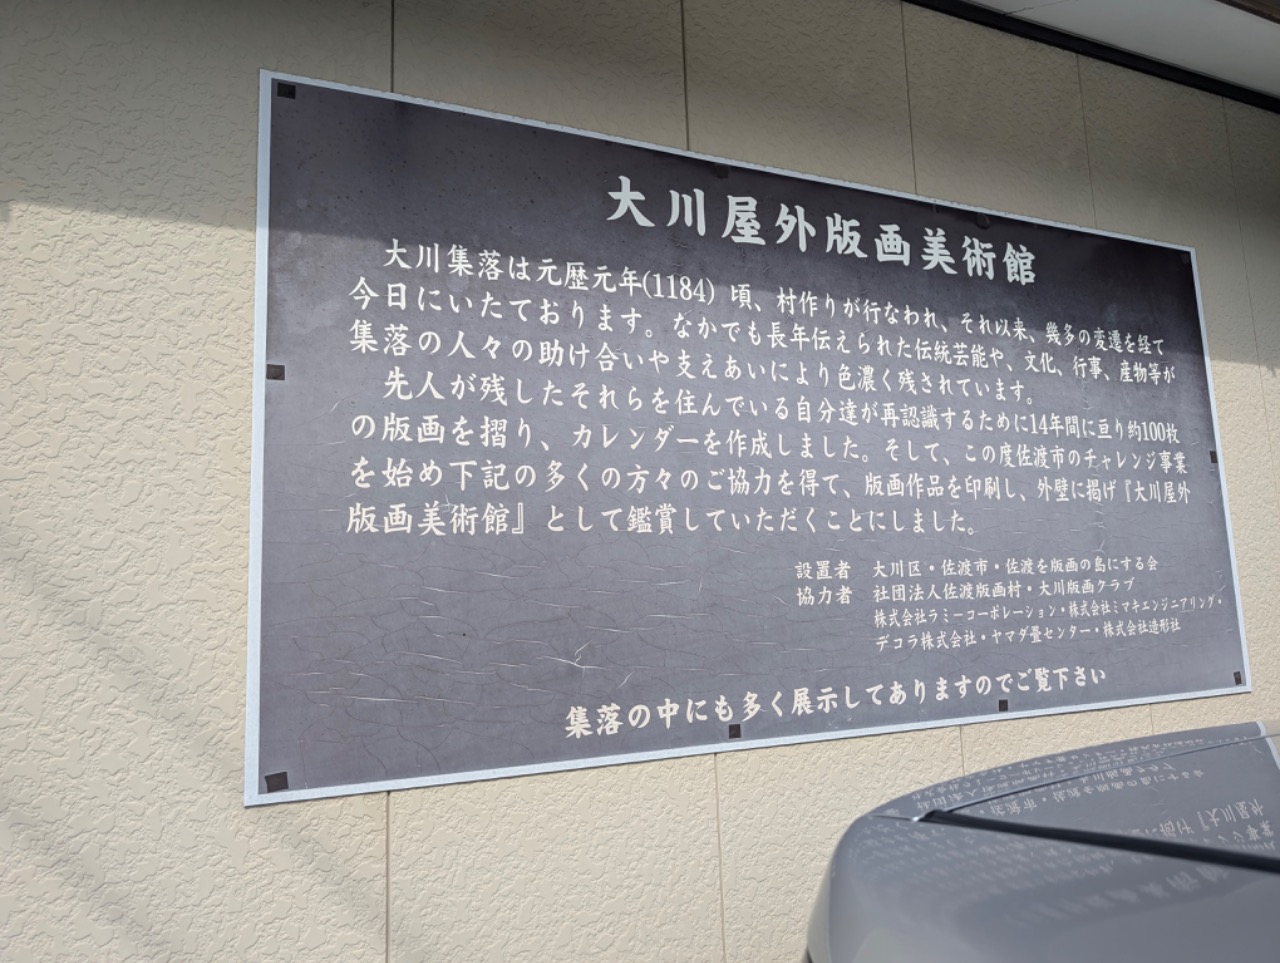 大川屋外版画美術館
大川集落は元歴元年(1184)頃、村作りが行なわれ、それ以来、幾多の変遷を経て
今日にいたております。なかでも長年伝えられた伝統芸能や、文化、行事、産物等が
集落の人々の助け合いや支えあいにより色濃く残されています。
先人が残したそれらを住んでいる自分達が再認識するために14年間に亘り約100枚
の版画を摺り、カレンダーを作成しました。そして、この度佐渡市のチャレンジ事業
を始め下記の多くの方々のご協力を得て、版画作品を印刷し、外壁に掲げ『大川屋外
版画美術館』として鑑賞していただくことにしました。
設置者 大川区・佐渡市・佐渡を版画の島にする会
協力者 社団法人佐渡版画村・大川版画クラブ
株式会社ラミーコーポレーション・株式会社ミマキエンジニアリング・
デコラ株式会社・ヤマダ畳センター・株式会社造形社
集落の中にも多く展示してありますのでご覧下さい